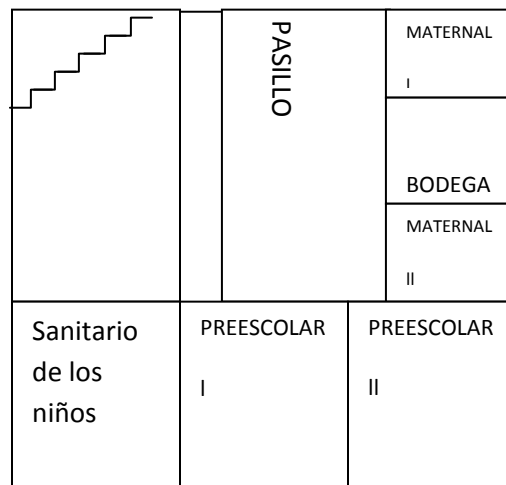 PASILLO
MATERNAL
I
BODEGA
MATERNAL
II
Sanitario
de los
niños
PREESCOLAR
I
PREESCOLAR
II